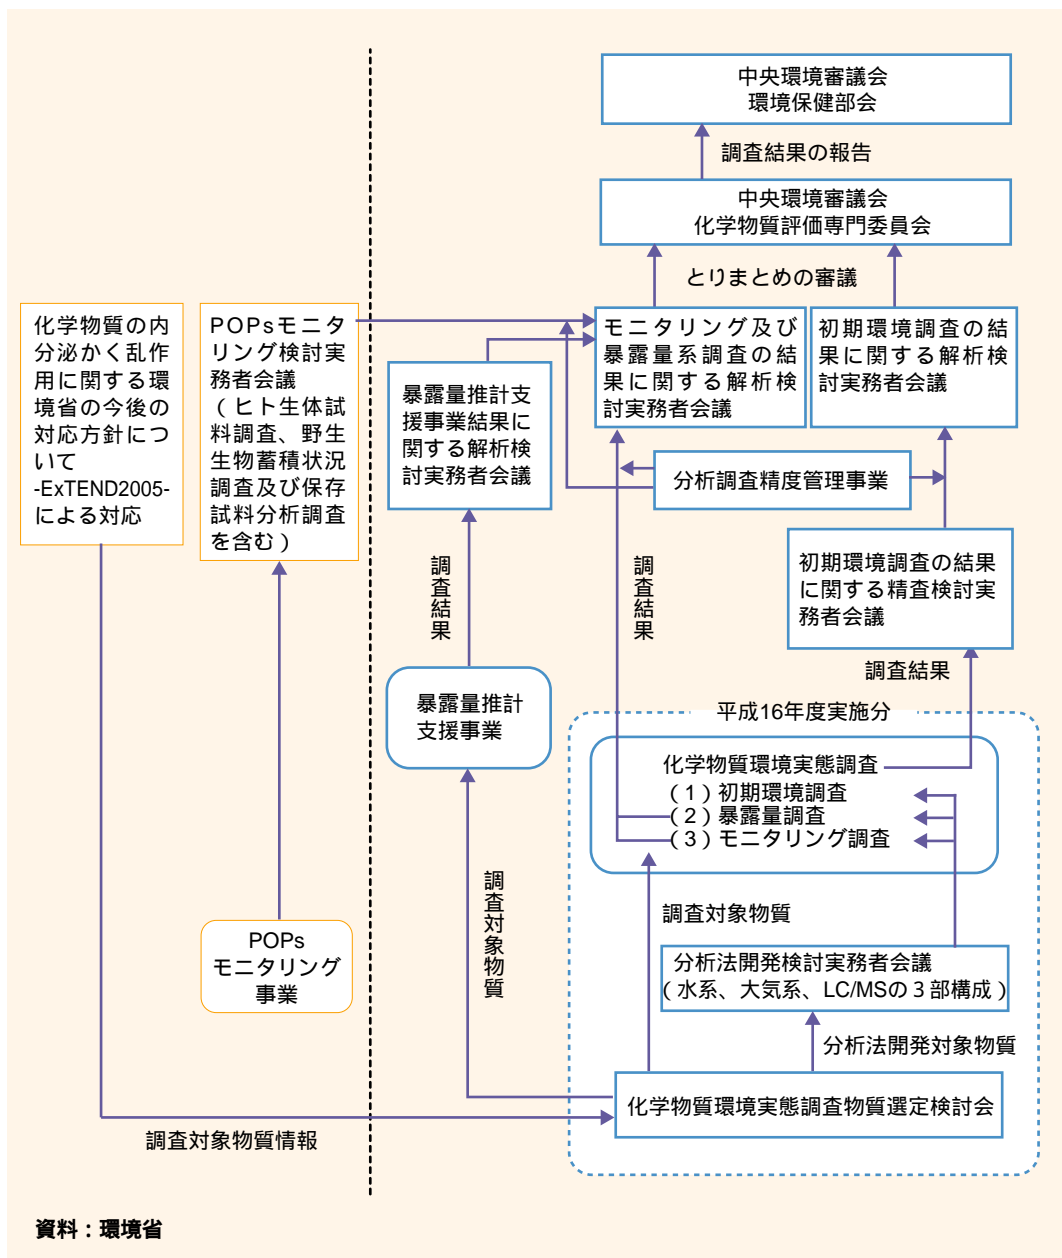 中央環境審議会
環境保健部会
調査結果の報告
中央環境審議会
化学物質評価専門委員会
とりまとめの審議
化学物質の内
分泌かく乱作
用に関する環
境省の今後の
対応方針につ
いて
-ExTEND2005-
による対応
POPsモニタ
リング検討実
務者会議
（ヒト生体試
料調査、野生
生物蓄積状況
調査及び保存
試料分析調査
を含む）
暴露量推計支
援事業結果に
関する解析検
討実務者会議
モニタリング及び
暴露量系調査の結
果に関する解析検
討実務者会議
初期環境調査の結
果に関する解析検
討実務者会議
分析調査精度管理事業
初期環境調査の結果
に関する精査検討実
務者会議
調査結果
調査結果
調査結果
暴露量推計
支援事業
平成16年度実施分
化学物質環境実態調査
（1）初期環境調査
（2）暴露量調査
（3）モニタリング調査
調査対象物質
調査対象物質
POPs
モニタリング
事業
分析法開発検討実務者会議
（水系、大気系、LC/MSの３部構成）
分析法開発対象物質
化学物質環境実態調査物質選定検討会
調査対象物質情報
資料：環境省